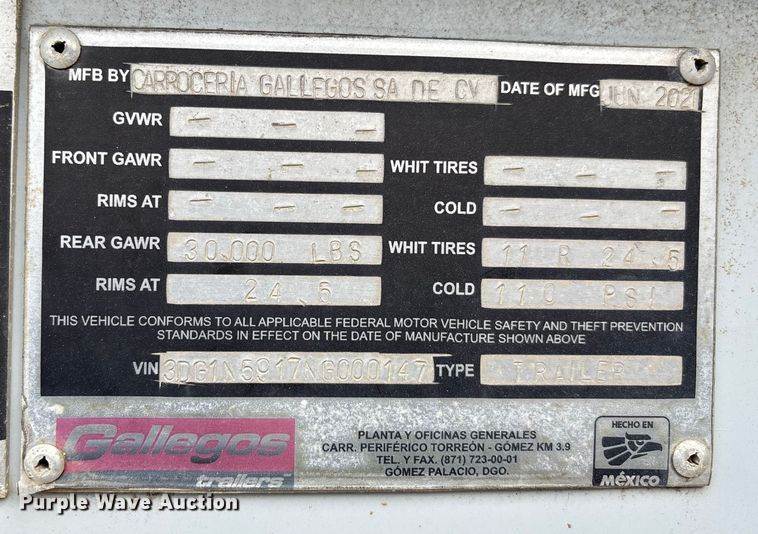 MFB BY CARROCERIA GALLEGOS SA DE CV DATE OF MFG JUN 2021
GVWR - - -
FRONT GAWR - - - WHIT TIRES - - -
RIMS AT - - - COLD - - -
REAR GAWR 30.000 LBS WHIT TIRES 11 R 24.5
RIMS AT 24.5 COLD 110 PSI
THIS VEHICLE CONFORMS TO ALL APPLICABLE FEDERAL MOTOR VEHICLE SAFETY AND THEFT PREVENTION
STANDARDS IN EFFECT ON THE DATE OF MANUFACTURE SHOWN ABOVE
VIN 3DG1N5917NG000147 TYPE TRAILER
Gallegos
trailers
PLANTA Y OFICINAS GENERALES
CARR. PERIFÉRICO TORREÓN - GÓMEZ KM 3.9
TEL. Y FAX. (871) 723-00-01
GÓMEZ PALACIO, DGO.
HECHO EN
MÉXICO
Purple Wave Auction